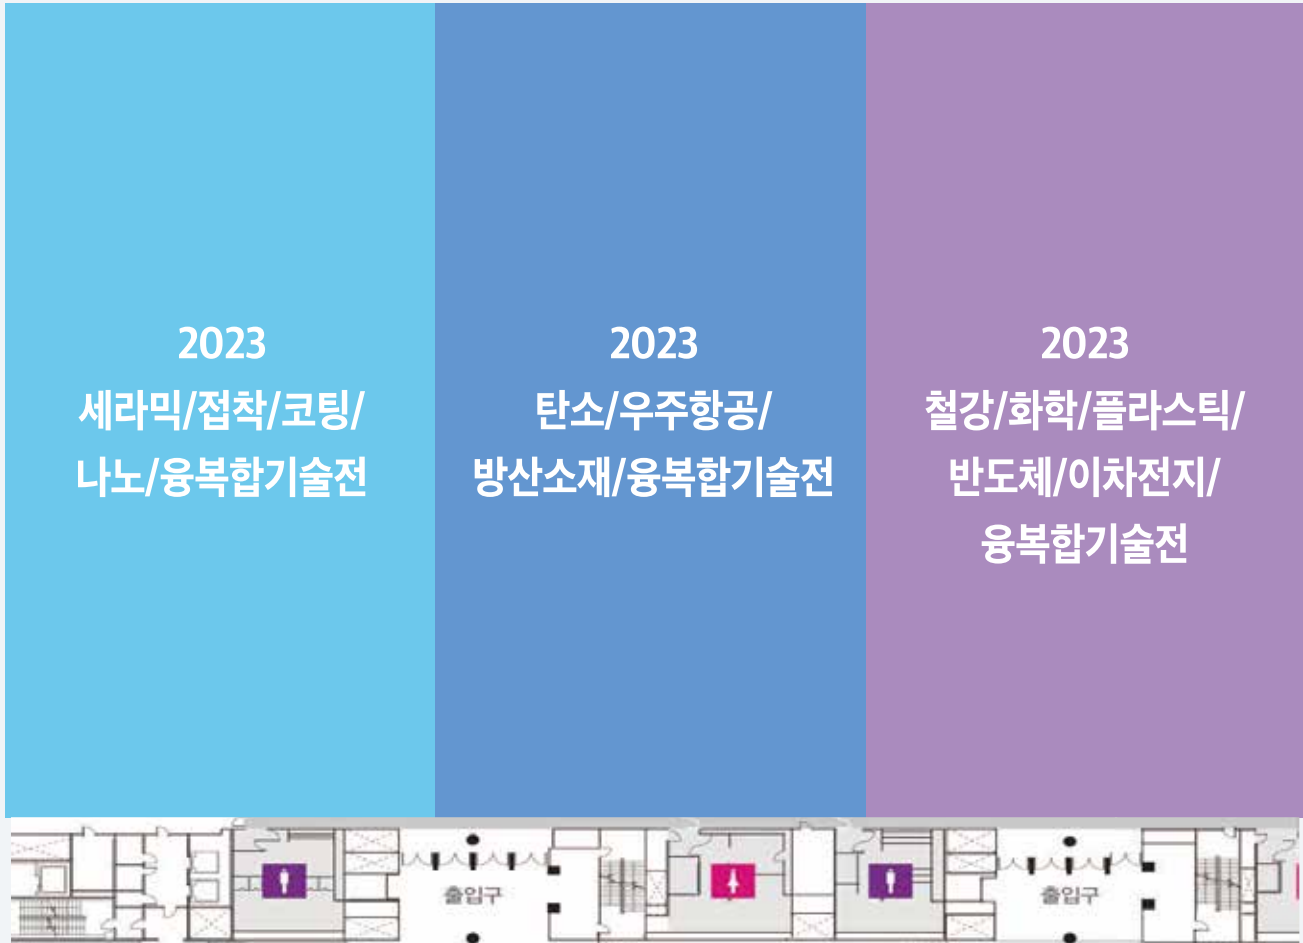 2023
세라믹/접착/코팅/
나노/융복합기술전
2023
탄소/우주항공/
방산소재/융복합기술전
2023
철강/화학/플라스틱/
반도체/이차전지/
융복합기술전
출입구
출입구